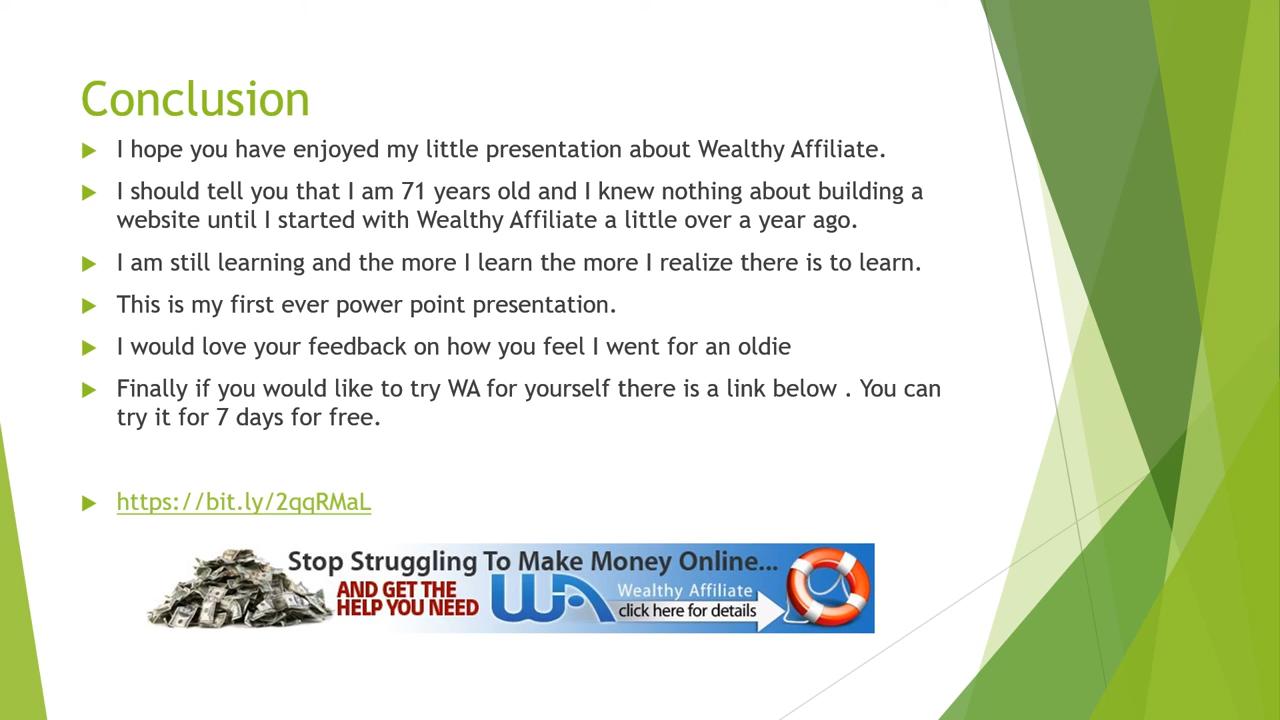 Conclusion
I hope you have enjoyed my little presentation about Wealthy Affiliate.
I should tell you that I am 71 years old and I knew nothing about building a
website until I started with Wealthy Affiliate a little over a year ago.
I am still learning and the more I learn the more I realize there is to learn.
This is my first ever power point presentation.
I would love your feedback on how you feel I went for an oldie
Finally if you would like to try WA for yourself there is a link below . You can
try it for 7 days for free.
https://bit.ly/2qqRMaL
Stop Struggling To Make Money Online...
AND GET THE
HELP YOU NEED
WA
Wealthy Affiliate
click here for details